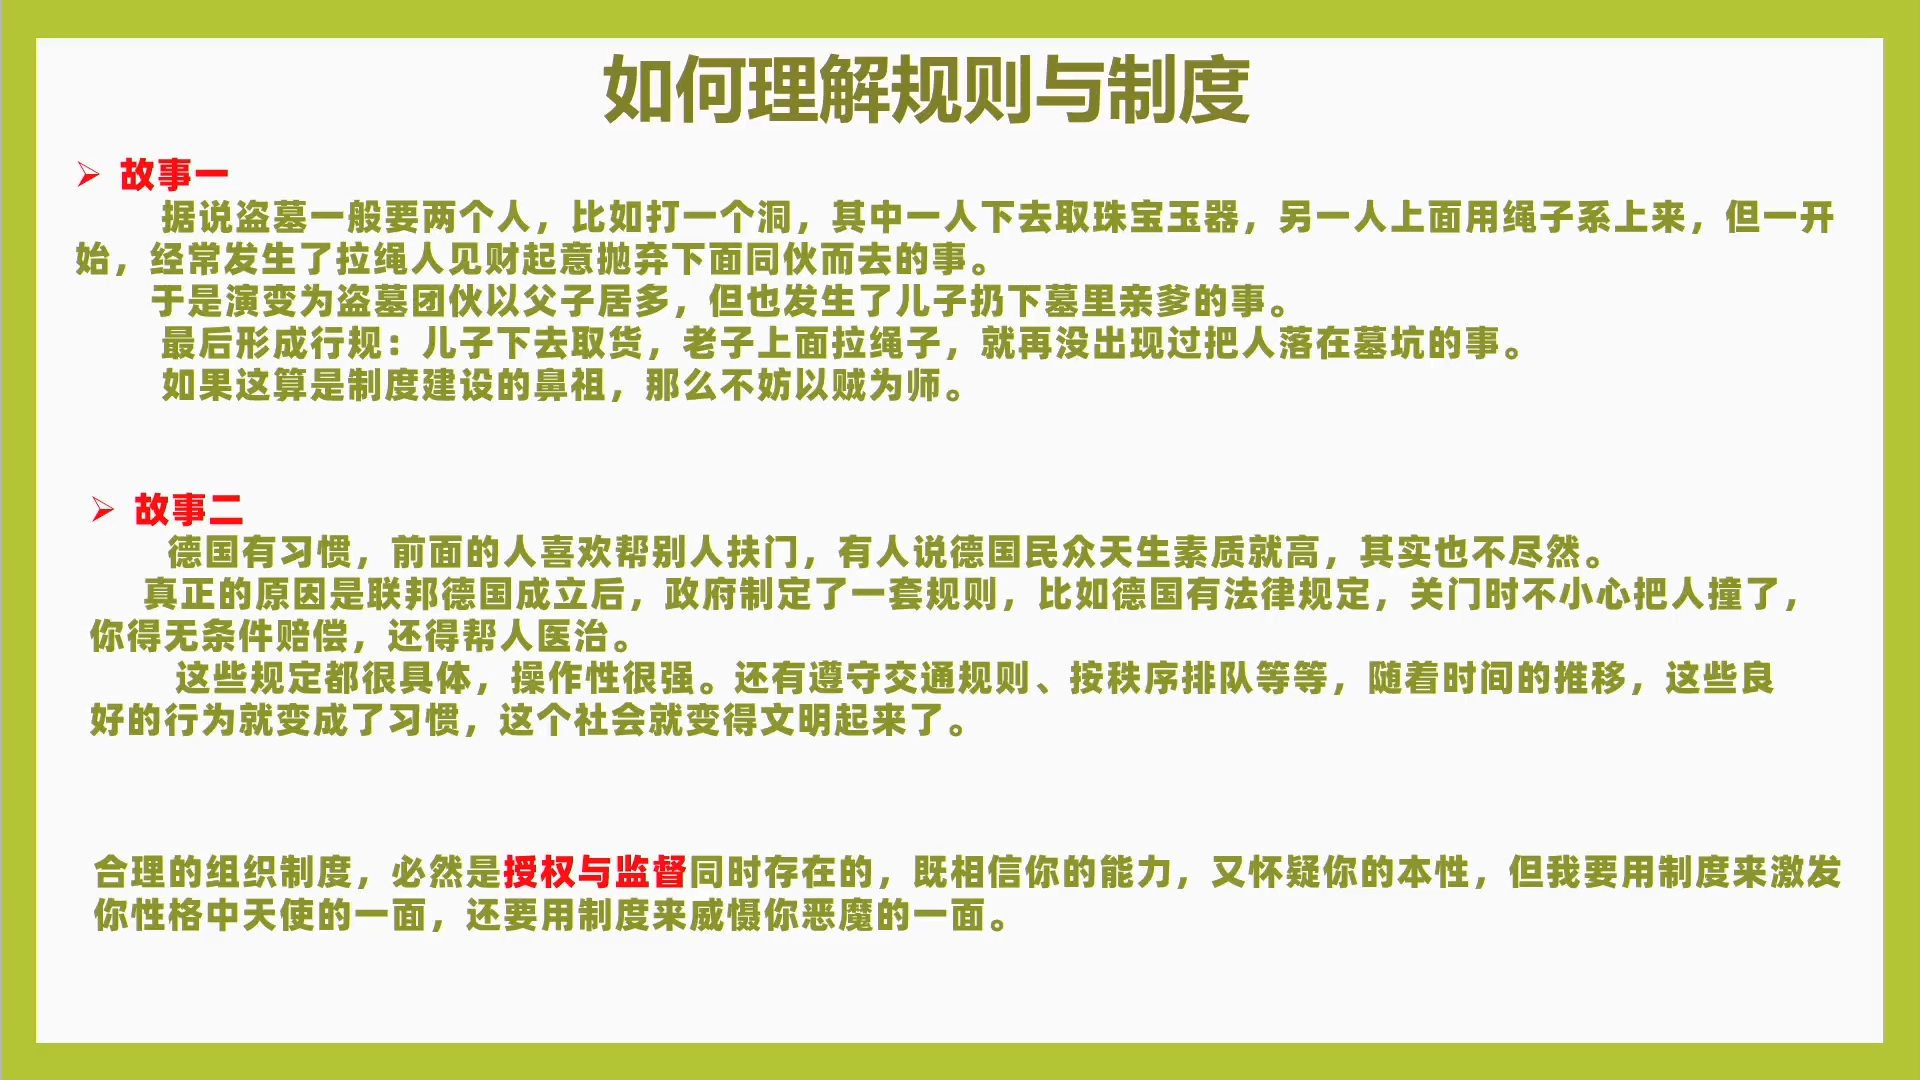 如何理解规则与制度
故事一
据说盗墓一般要两个人，比如打一个洞，其中一人下去取珠宝玉器，另一人上面用绳子系上来，但一开
始，经常发生了拉绳人见财起意抛弃下面同伙而去的事。
于是演变为盗墓团伙以父子居多，但也发生了儿子扔下墓里亲爹的事。
最后形成行规：儿子下去取货，老子上面拉绳子，就再没出现过把人落在墓坑的事。
如果这算是制度建设的鼻祖，那么不妨以贼为师。
故事二
德国有习惯，前面的人喜欢帮别人扶门，有人说德国民众天生素质就高，其实也不尽然。
真正的原因是联邦德国成立后，政府制定了一套规则，比如德国有法律规定，关门时不小心把人撞了，
你得无条件赔偿，还得帮人医治。
这些规定都很具体，操作性很强。还有遵守交通规则、按秩序排队等等，随着时间的推移，这些良
好的行为就变成了习惯，这个社会就变得文明起来了。
合理的组织制度，必然是授权与监督同时存在的，既相信你的能力，又怀疑你的本性，但我要用制度来激发
你性格中天使的一面，还要用制度来威慑你恶魔的一面。